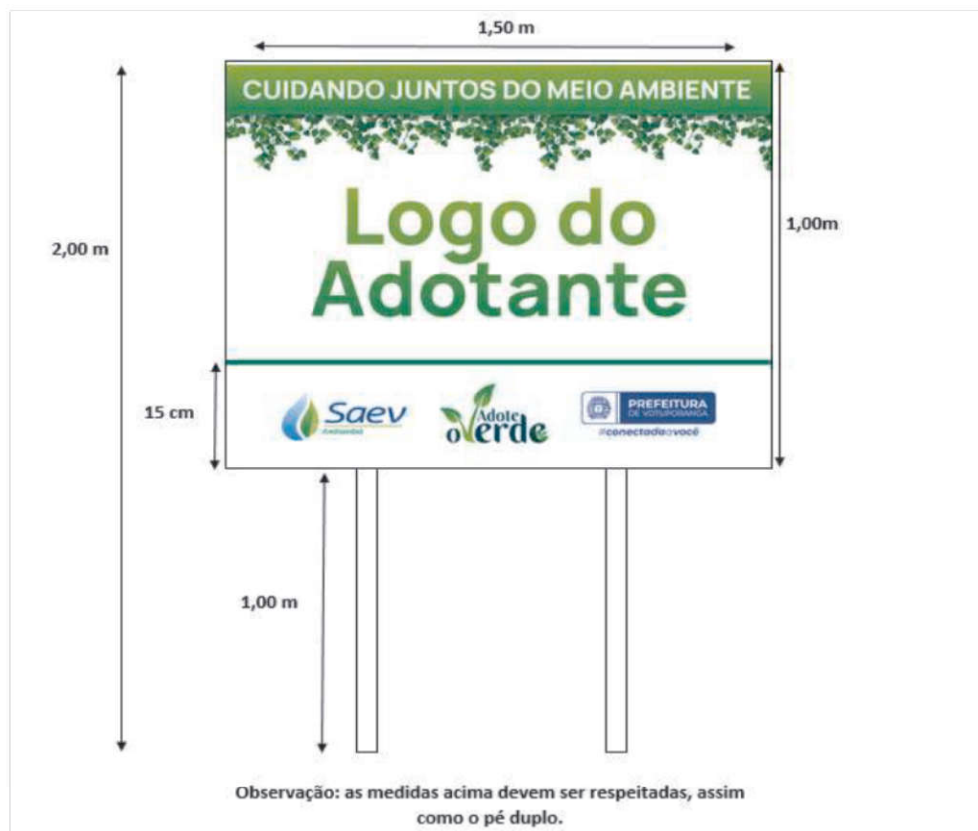 1,50 m
CUIDANDO JUNTOS DO MEIO AMBIENTE
2,00 m
1,00m
Logo do
Adotante
15 cm
Saev
Ambiental
Adote
o Verde
PREFEITURA
DE VOTUPORANGA
#conectadaavocê
1,00 m
Observação: as medidas acima devem ser respeitadas, assim
como o pé duplo.